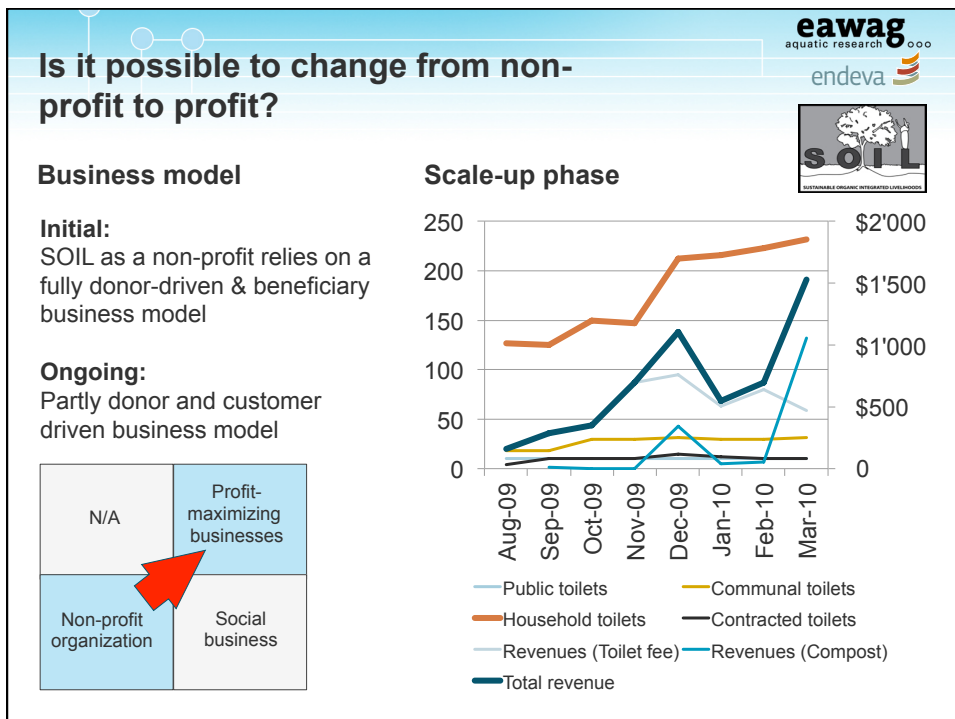 eawag
aquatic research
endeva
Is it possible to change from non-
profit to profit?
SOIL
SUSTAINABLE ORGANIC INTEGRATED LIVELIHOODS
Business model
Initial:
SOIL as a non-profit relies on a
fully donor-driven & beneficiary
business model
Ongoing:
Partly donor and customer
driven business model
N/A
Profit-
maximizing
businesses
Non-profit
organization
Social
business
Scale-up phase
250
200
150
100
50
0
$2'000
$1'500
$1'000
$500
0
Aug-09
Sep-09
Oct-09
Nov-09
Dec-09
Jan-10
Feb-10
Mar-10
Public toilets
Communal toilets
Household toilets
Contracted toilets
Revenues (Toilet fee)
Revenues (Compost)
Total revenue